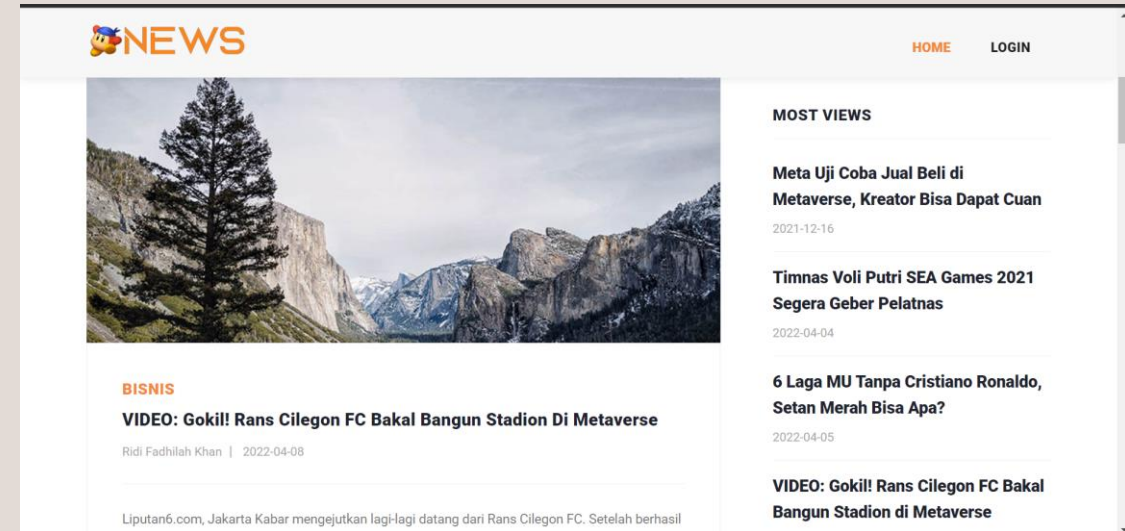 NEWS
HOME
LOGIN
BISNIS
VIDEO: Gokil! Rans Cilegon FC Bakal Bangun Stadion Di Metaverse
Ridi Fadhilah Khan | 2022-04-08
Liputan6.com, Jakarta Kabar mengejutkan lagi-lagi datang dari Rans Cilegon FC. Setelah berhasil
MOST VIEWS
Meta Uji Coba Jual Beli di
Metaverse, Kreator Bisa Dapat Cuan
2021-12-16
Timnas Voli Putri SEA Games 2021
Segera Geber Pelatnas
2022-04-04
6 Laga MU Tanpa Cristiano Ronaldo,
Setan Merah Bisa Apa?
2022-04-05
VIDEO: Gokil! Rans Cilegon FC Bakal
Bangun Stadion di Metaverse